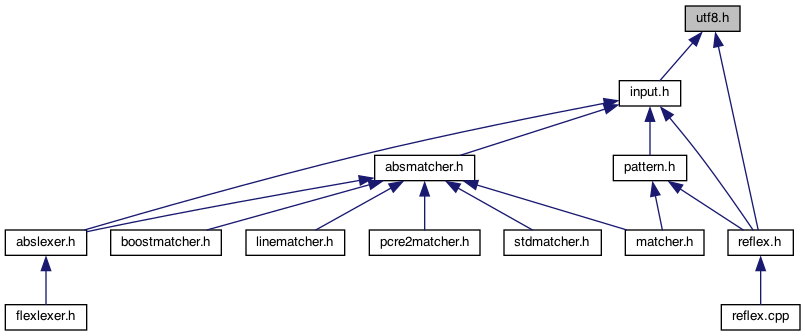 utf8.h
input.h
absmatcher.h
pattern.h
abslexer.h
boostmatcher.h
linematcher.h
pcre2matcher.h
stdmatcher.h
matcher.h
reflex.h
flexlexer.h
reflex.cpp